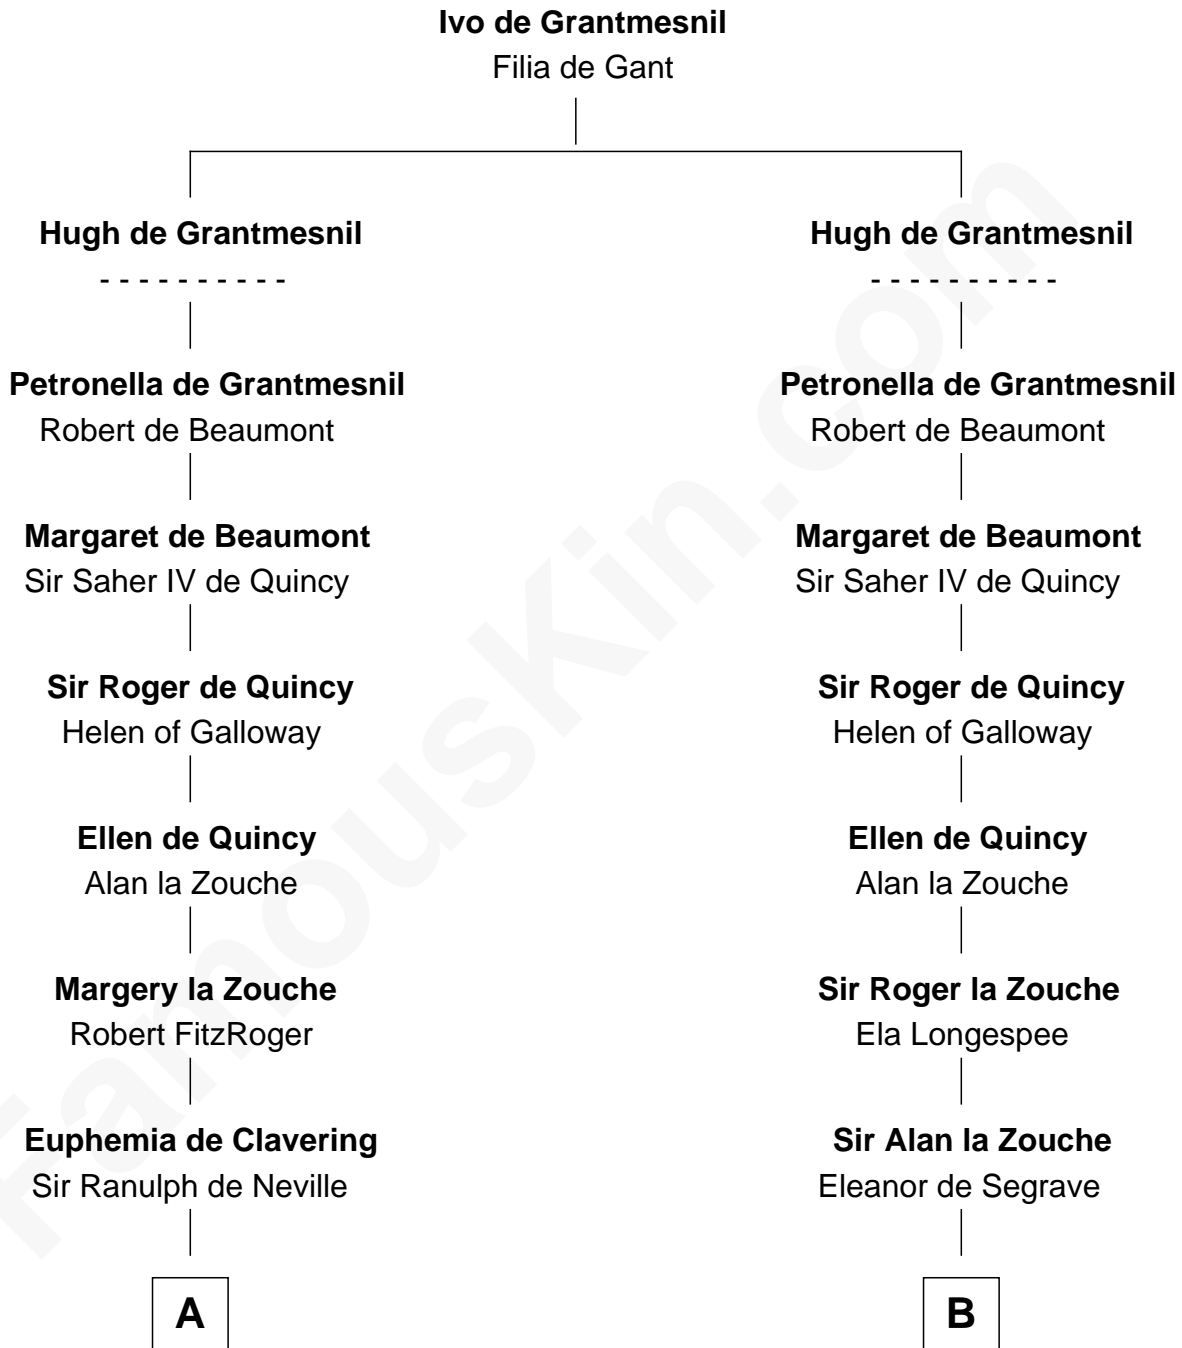 Ivo de Grantmesnil
Filia de Gant
Hugh de Grantmesnil
- - - - - - - - - -
Petronella de Grantmesnil
Robert de Beaumont
Margaret de Beaumont
Sir Saher IV de Quincy
Sir Roger de Quincy
Helen of Galloway
Ellen de Quincy
Alan la Zouche
Margery la Zouche
Robert FitzRoger
Euphemia de Clavering
Sir Ranulph de Neville
A
Hugh de Grantmesnil
- - - - - - - - - -
Petronella de Grantmesnil
Robert de Beaumont
Margaret de Beaumont
Sir Saher IV de Quincy
Sir Roger de Quincy
Helen of Galloway
Ellen de Quincy
Alan la Zouche
Sir Roger la Zouche
Ela Longespee
Sir Alan la Zouche
Eleanor de Segrave
B
FamousKin.com